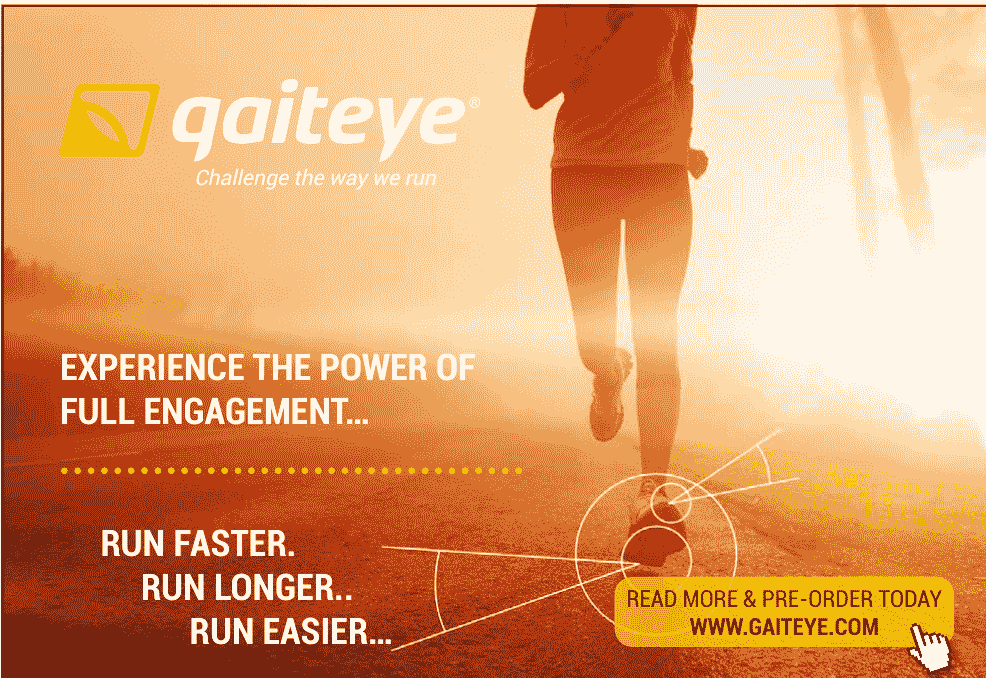 gaiteye®
Challenge the way we run
EXPERIENCE THE POWER OF
FULL ENGAGEMENT...
RUN FASTER.
RUN LONGER..
RUN EASIER...
READ MORE & PRE-ORDER TODAY
WWW.GAITEYE.COM